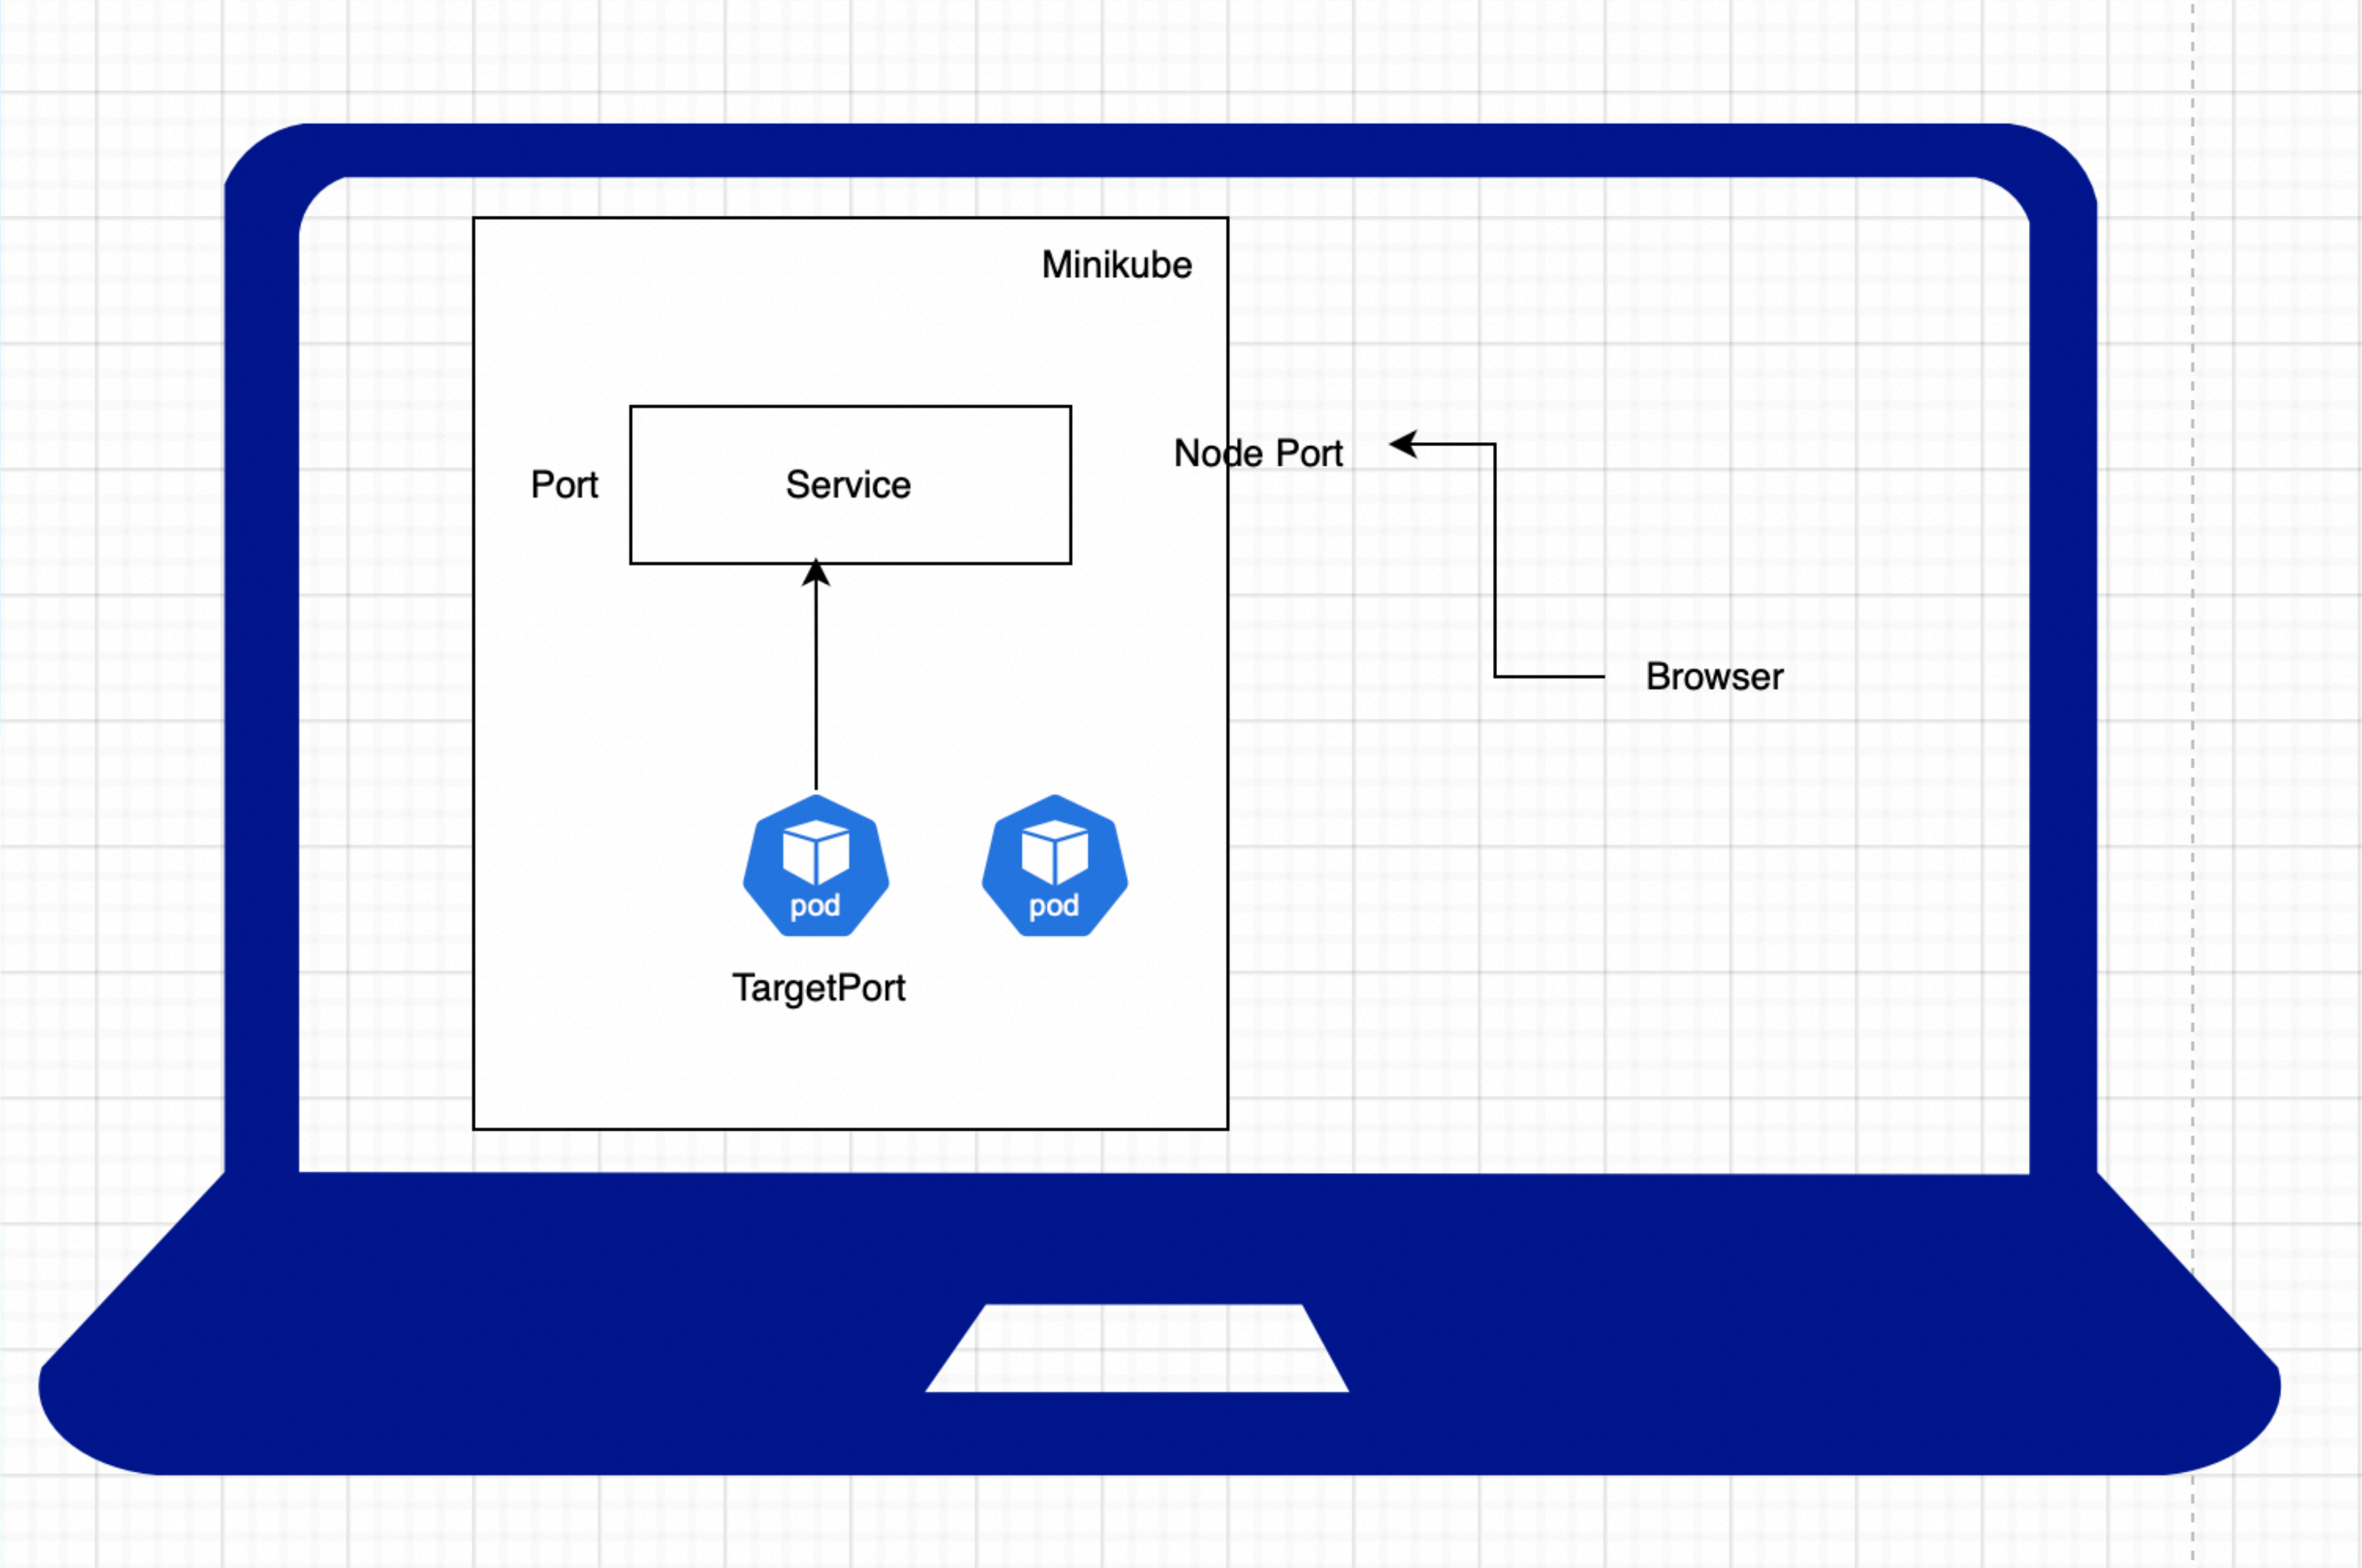 Minikube
Node Port
Port
Service
Browser
pod
pod
TargetPort